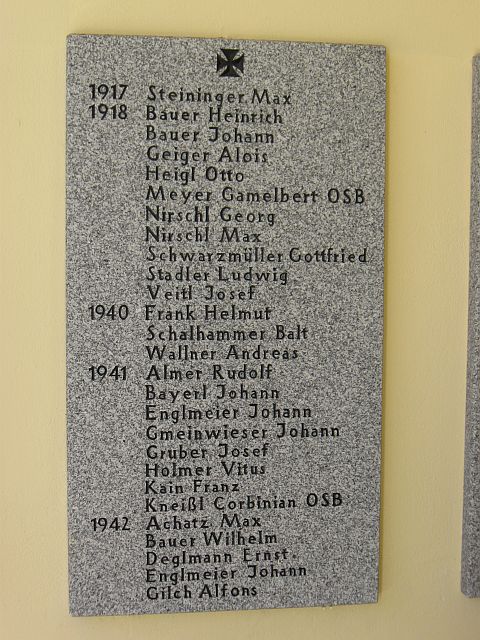 1917 Steininger Max
1918 Bauer Heinrich
Bauer Johann
Geiger Alois
Heigl Otto
Meyer Gamelbert OSB
Nirschl Georg
Nirschl Max
Schwarzmüller Gottfried
Stadler Ludwig
Veitl Josef
1940 Frank Helmut
Schalhammer Balt
Wallner Andreas
1941 Almer Rudolf
Bayerl Johann
Englmeier Johann
Gmeinwieser Johann
Gruber Josef
Holmer Vitus
Kain Franz
Kneißl Corbinian OSB
1942 Achatz Max
Bauer Wilhelm
Deglmann Ernst
Englmeier Johann
Gilch Alfons